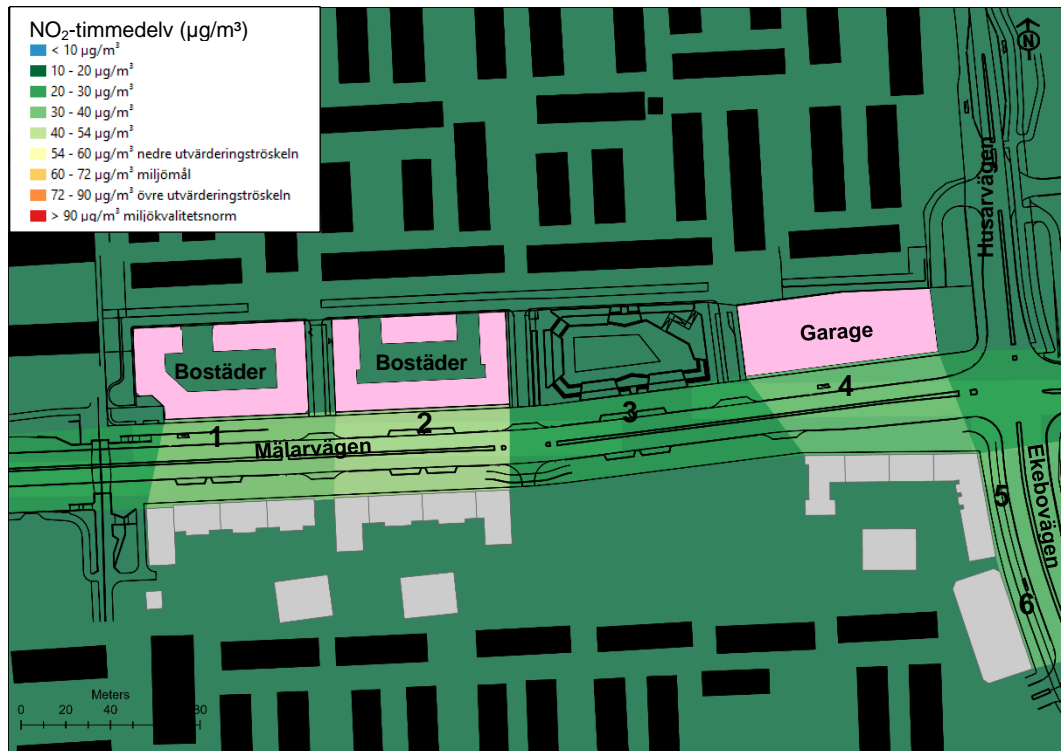 NO₂-timmedelv (µg/m³)
< 10 µg/m³
10 - 20 µg/m³
20 - 30 µg/m³
30 - 40 µg/m³
40 - 54 µg/m³
54 - 60 µg/m³ nedre utvärderingströskeln
60 - 72 µg/m³ miljömål
72 - 90 µg/m³ övre utvärderingströskeln
> 90 µg/m³ miljökvalitetsnorm
N
Husarvägen
Bostäder
Bostäder
Garage
1
2
3
4
Mälarvägen
5
Ekebovägen
6
Meters
0 20 40 80